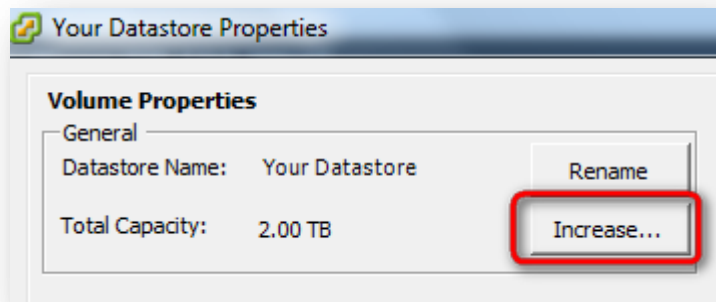 Your Datastore Properties
Volume Properties
General
Datastore Name: Your Datastore Rename
Total Capacity: 2.00 TB Increase...